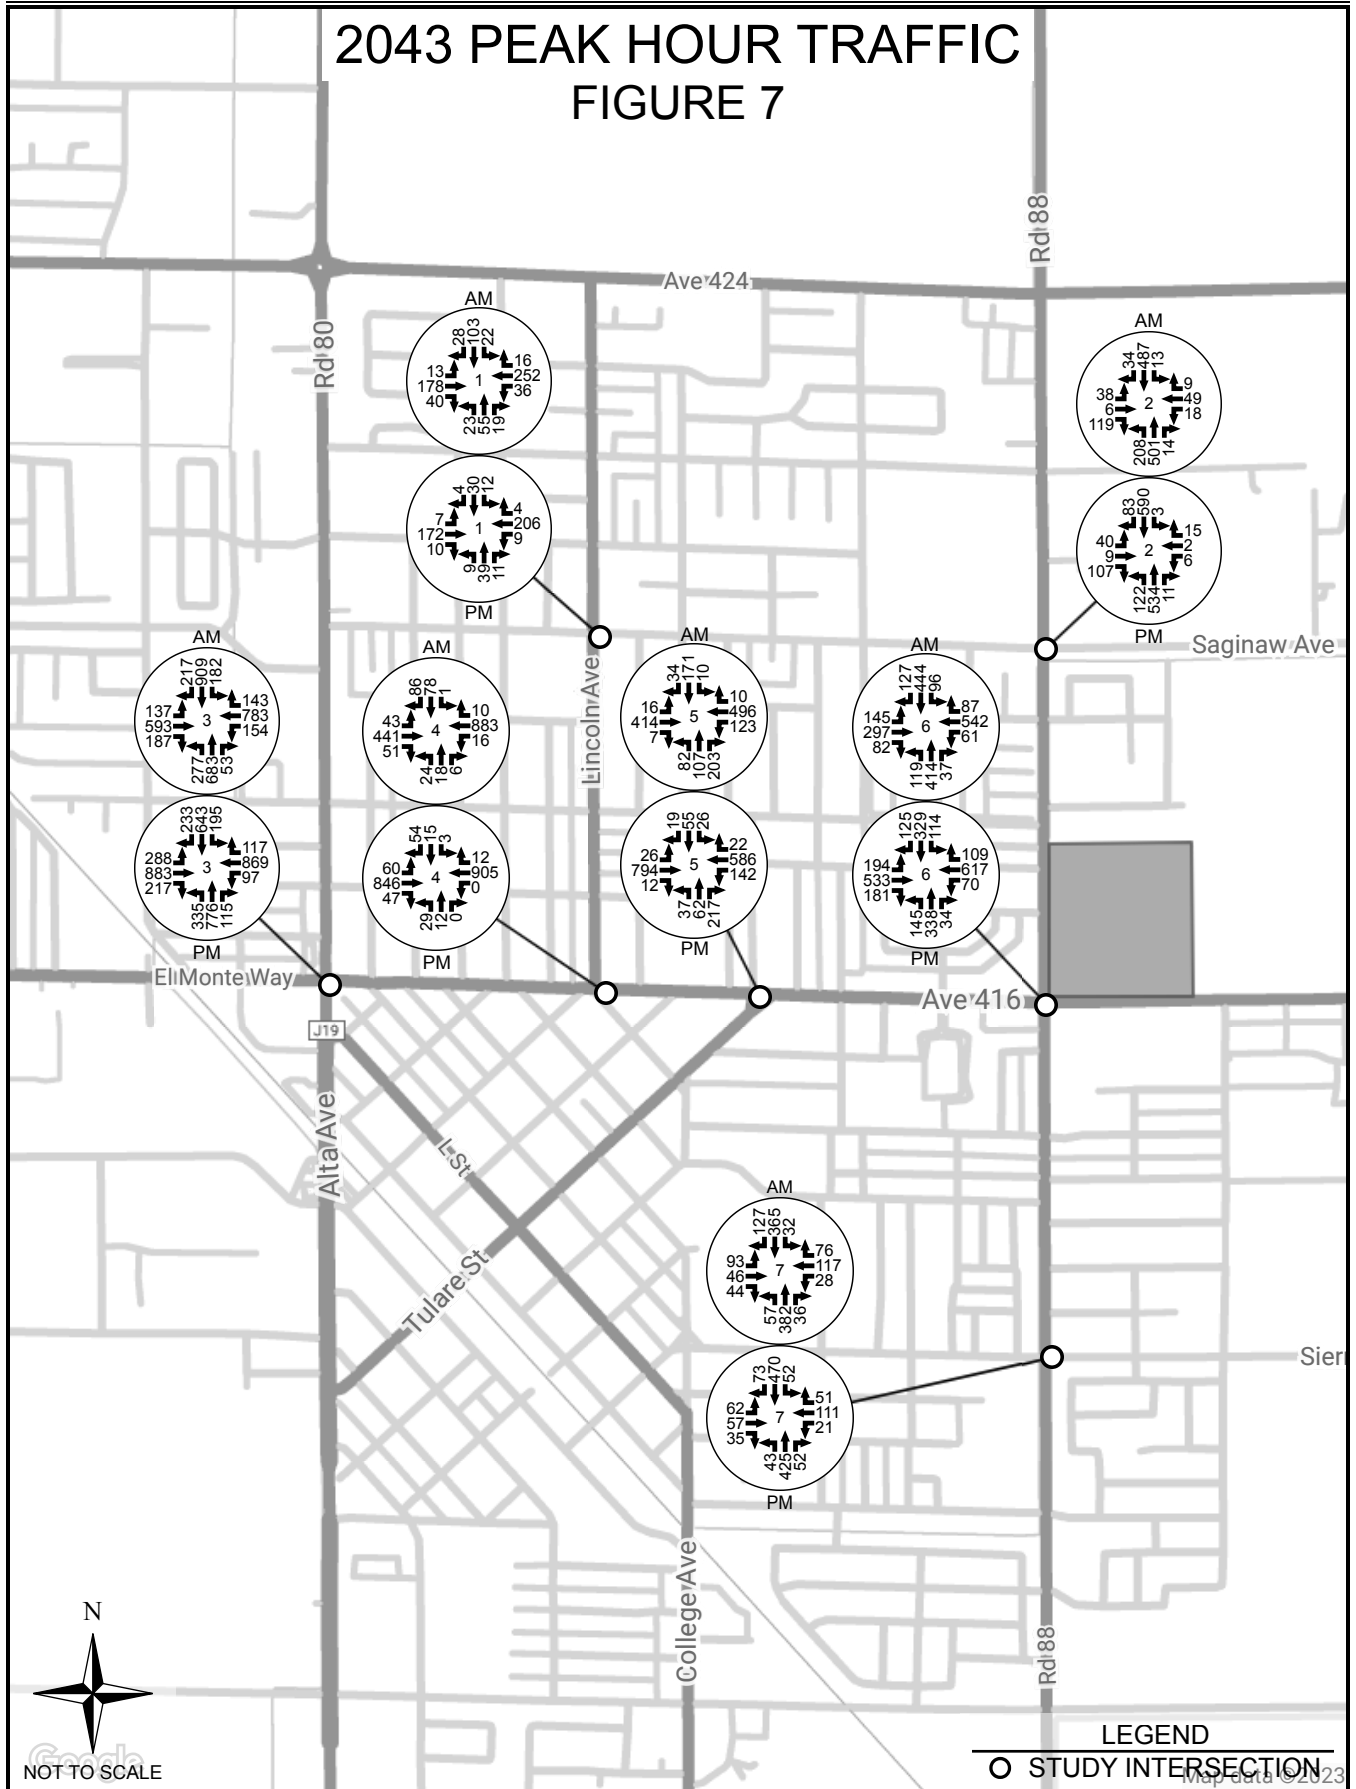 2043 PEAK HOUR TRAFFIC
FIGURE 7
Rd 88
Ave 424
Rd 80
AM
28 103 22
13 178 40
1
16 252 36
23 55 19
4 30 12
7 172 10
1
4 206 9
9 39 11
PM
AM
34 487 13
38 6 119
2
9 49 18
208 501 14
83 590 3
40 9 107
2
15 2 6
122 534 11
PM
Saginaw Ave
Lincoln Ave
AM
217 909 182
137 593 187
3
143 783 154
277 683 53
233 643 195
288 883 217
3
117 869 97
335 776 115
PM
AM
86 78 1
43 441 51
4
10 883 16
24 18 6
54 15 3
60 846 47
4
12 905 0
29 12 0
PM
AM
34 171 10
16 414 7
5
10 496 123
82 107 203
19 55 26
26 794 12
5
22 586 142
37 62 217
PM
AM
127 444 96
145 297 82
6
87 542 61
119 414 37
125 329 114
194 533 181
6
109 617 70
145 338 34
PM
El Monte Way
Ave 416
J19
Alta Ave
L St
Tulare St
AM
127 365 32
93 46 44
7
76 117 28
57 382 36
73 470 52
62 57 35
7
51 111 21
43 425 52
PM
Sierr
College Ave
Rd 88
N
Google
NOT TO SCALE
LEGEND
STUDY INTERSECTION
Map data ©2023